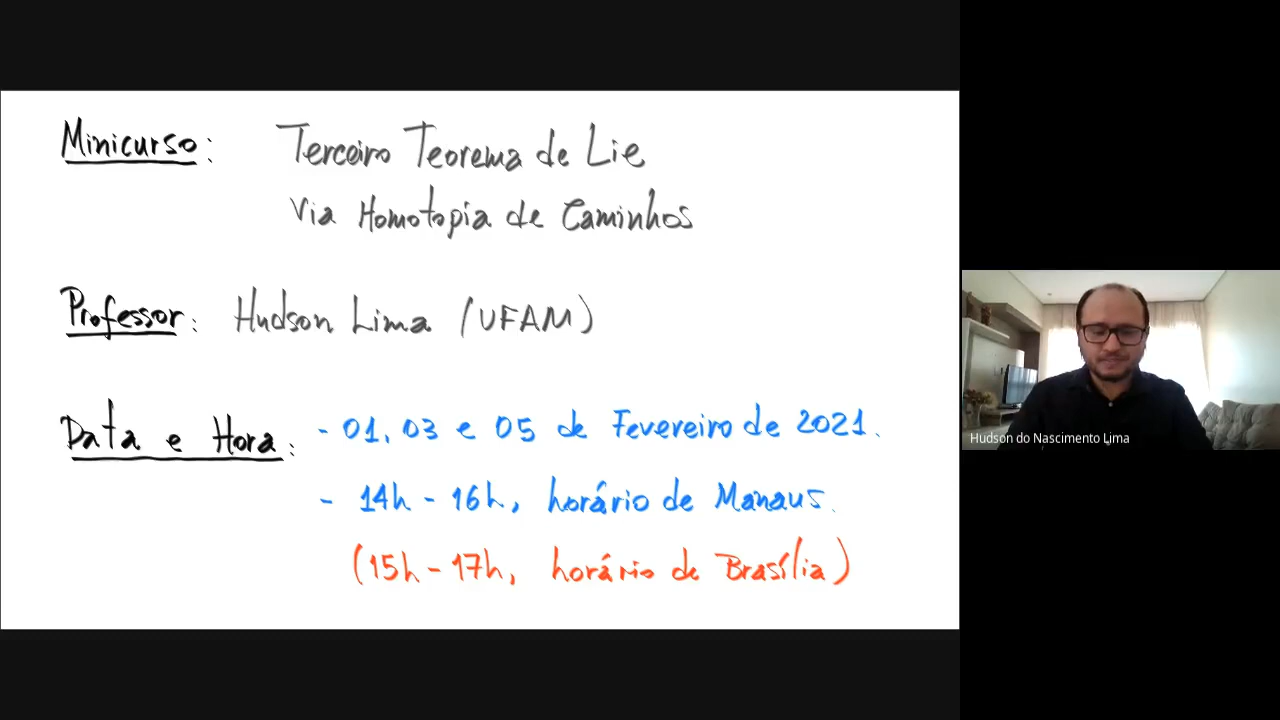 Minicurso: Terceiro Teorema de Lie
Via Homotopia de Caminhos
Professor: Hudson Lima (UFAM)
Data e Hora: - 01, 03 e 05 de Fevereiro de 2021.
- 14h - 16h, horário de Manaus.
(15h - 17h, horário de Brasília)
Hudson do Nascimento Lima